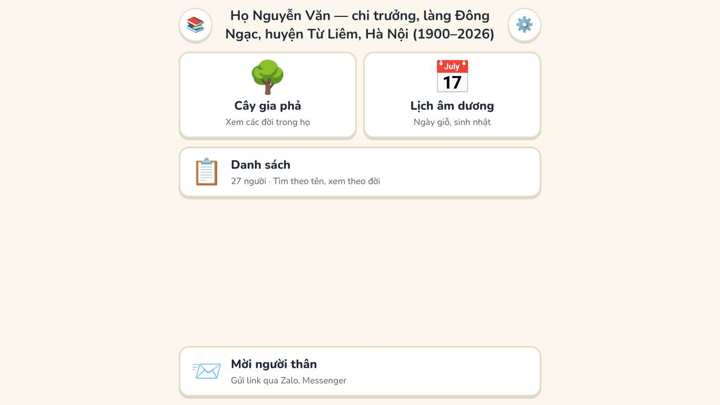 Họ Nguyễn Văn — chi trưởng, làng Đông
Ngạc, huyện Từ Liêm, Hà Nội (1900–2026)
July
17
Cây gia phả
Xem các đời trong họ
Lịch âm dương
Ngày giỗ, sinh nhật
Danh sách
27 người · Tìm theo tên, xem theo đời
Mời người thân
Gửi link qua Zalo, Messenger